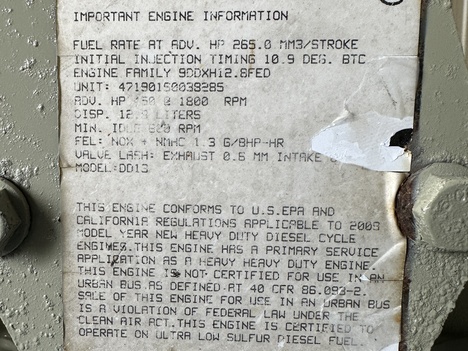 IMPORTANT ENGINE INFORMATION
FUEL RATE AT ADV. HP 265.0 MM3/STROKE
INITIAL INJECTION TIMING 10.9 DEG. BTC
ENGINE FAMILY 9DDXH12.8FED
UNIT: 47190150039285
ADV. HP 450.0 1800 RPM
DISP. LITERS
MIN. IDLE 600 RPM
FEL: NOX + NMHC 1.3 G/BHP-HR
VALVE LASH: EXHAUST 0.6 MM INTAKE
MODEL:DD13
THIS ENGINE CONFORMS TO U.S.EPA AND
CALIFORNIA REGULATIONS APPLICABLE TO 2009
MODEL YEAR NEW HEAVY DUTY DIESEL CYCLE
ENGINES.THIS ENGINE HAS A PRIMARY SERVICE
APPLICATION AS A HEAVY HEAVY DUTY ENGINE.
THIS ENGINE IS NOT CERTIFIED FOR USE IN AN
URBAN BUS AS DEFINED AT 40 CFR 86.093-2.
SALE OF THIS ENGINE FOR USE IN AN URBAN BUS
IS A VIOLATION OF FEDERAL LAW UNDER THE
CLEAN AIR ACT.THIS ENGINE IS CERTIFIED TO
OPERATE ON ULTRA LOW SULFUR DIESEL FUEL.